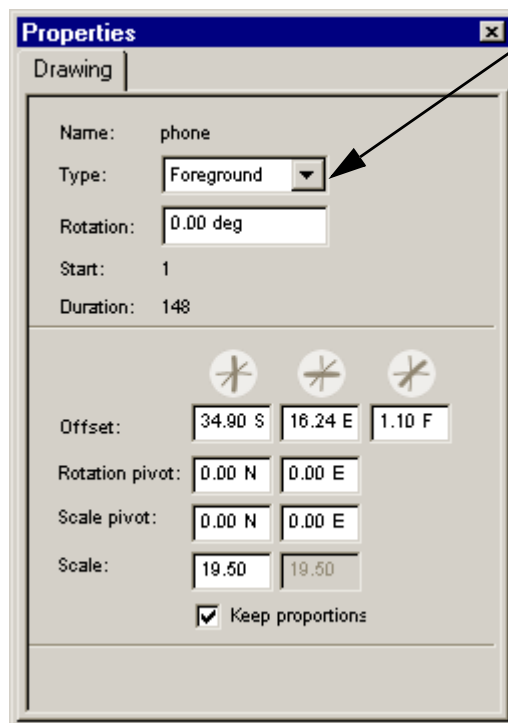 Properties
Drawing
Name: phone
Type: Foreground
Rotation: 0.00 deg
Start: 1
Duration: 148
Offset: 34.90 S 16.24 E 1.10 F
Rotation pivot: 0.00 N 0.00 E
Scale pivot: 0.00 N 0.00 E
Scale: 19.50 19.50
Keep proportions